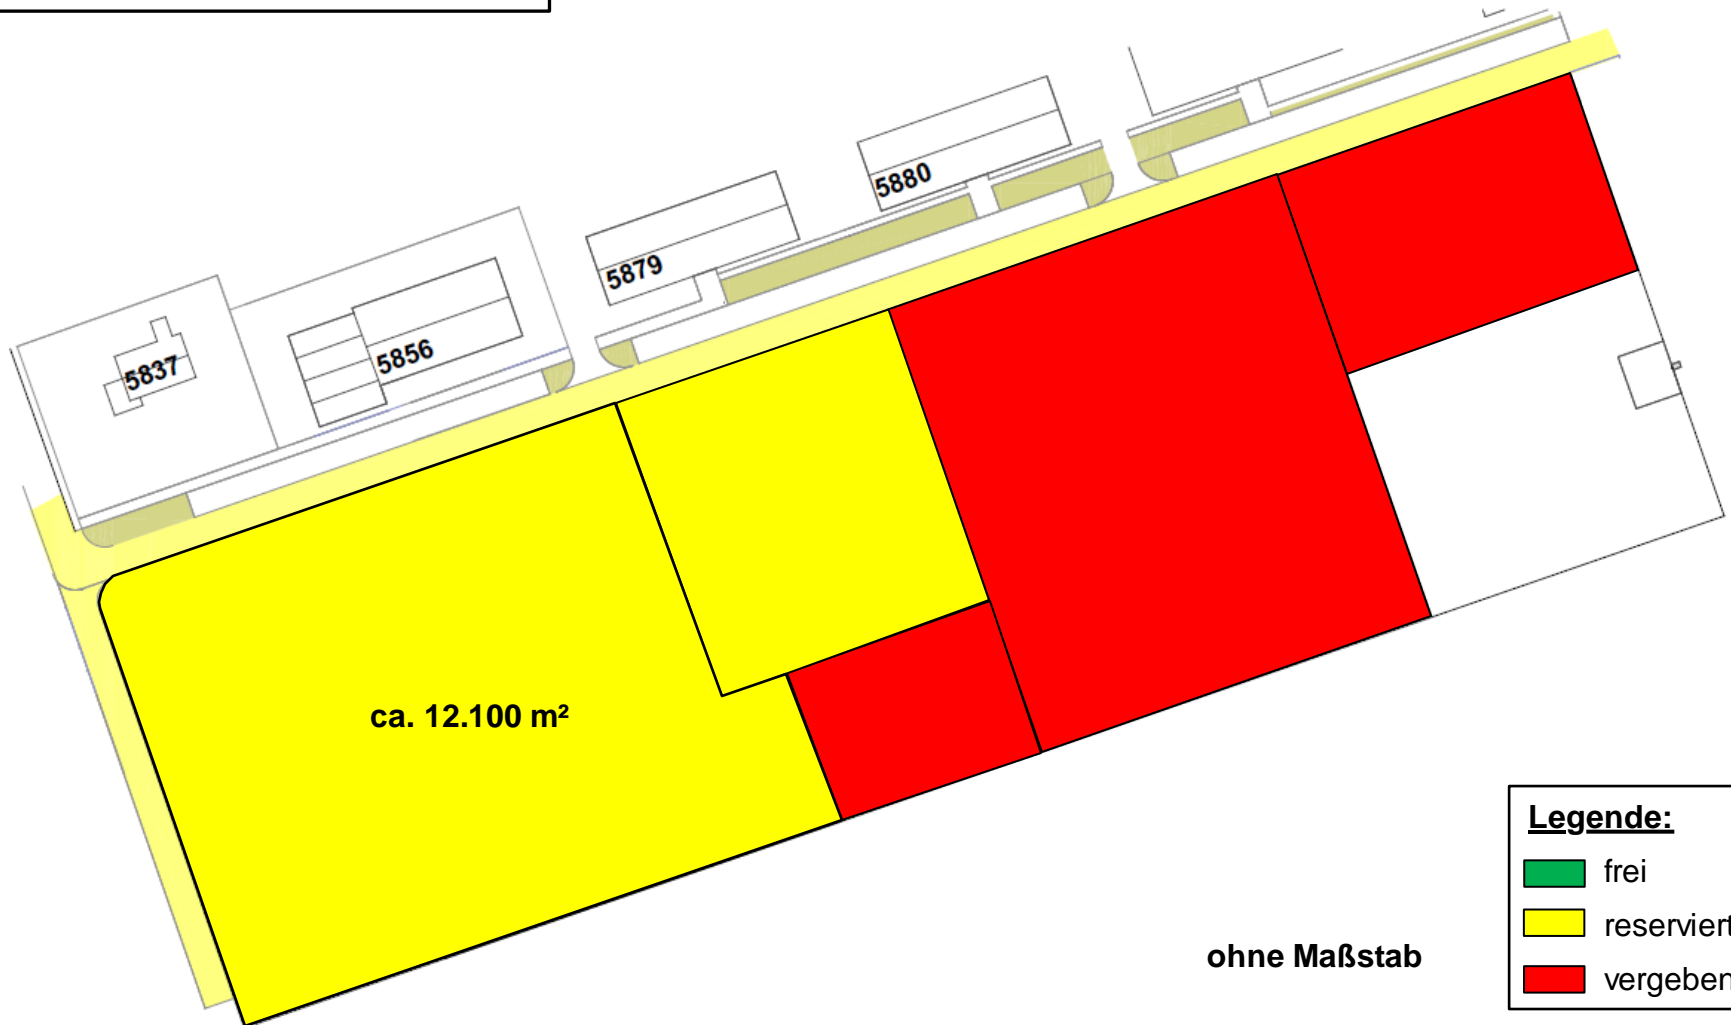 5880
5879
5856
5837
ca. 12.100 m²
Legende:
frei
reserviert
vergeben
ohne Maßstab